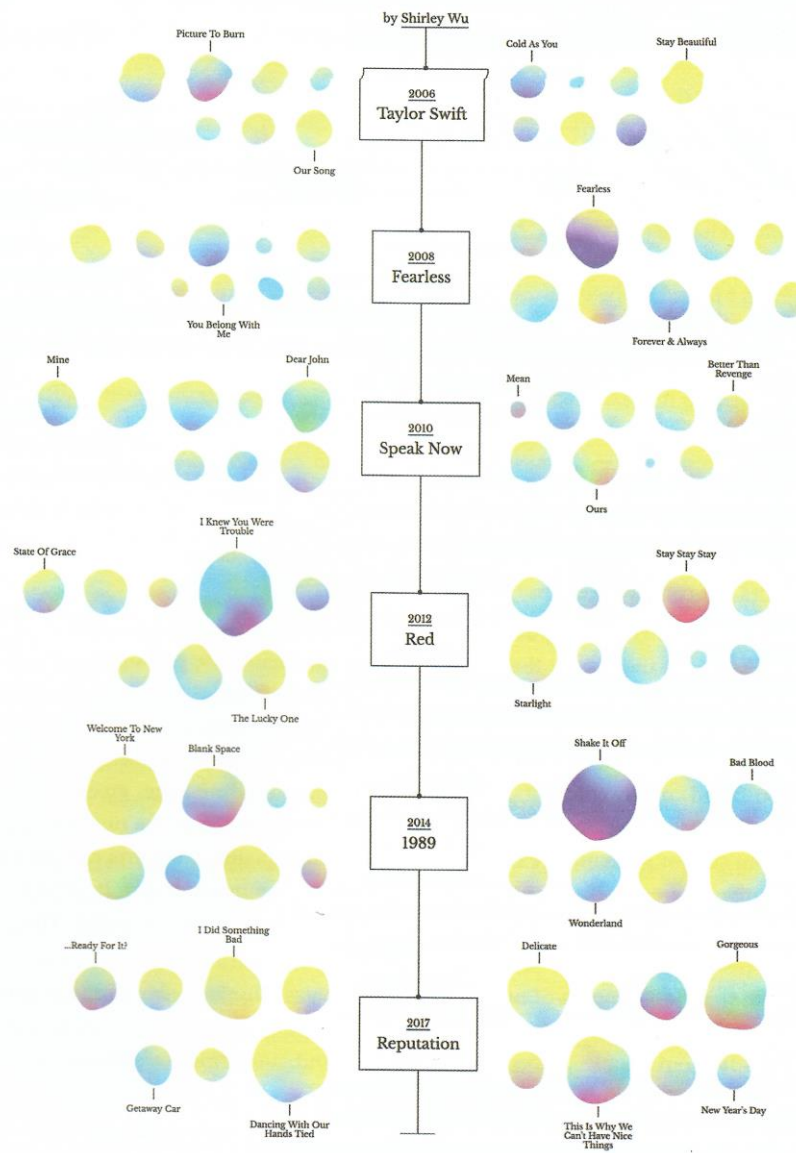 by Shirley Wu
Picture To Burn
Cold As You
Stay Beautiful
2006
Taylor Swift
Our Song
Fearless
2008
Fearless
You Belong With
Me
Forever & Always
Mine
Dear John
Mean
Better Than
Revenge
2010
Speak Now
Ours
I Knew You Were
Trouble
State Of Grace
Stay Stay Stay
2012
Red
Starlight
The Lucky One
Welcome To New
York
Blank Space
Shake It Off
Bad Blood
2014
1989
Wonderland
I Did Something
Bad
...Ready For It?
Delicate
Gorgeous
2017
Reputation
Getaway Car
Dancing With Our
Hands Tied
New Year's Day
This Is Why We
Can't Have Nice
Things